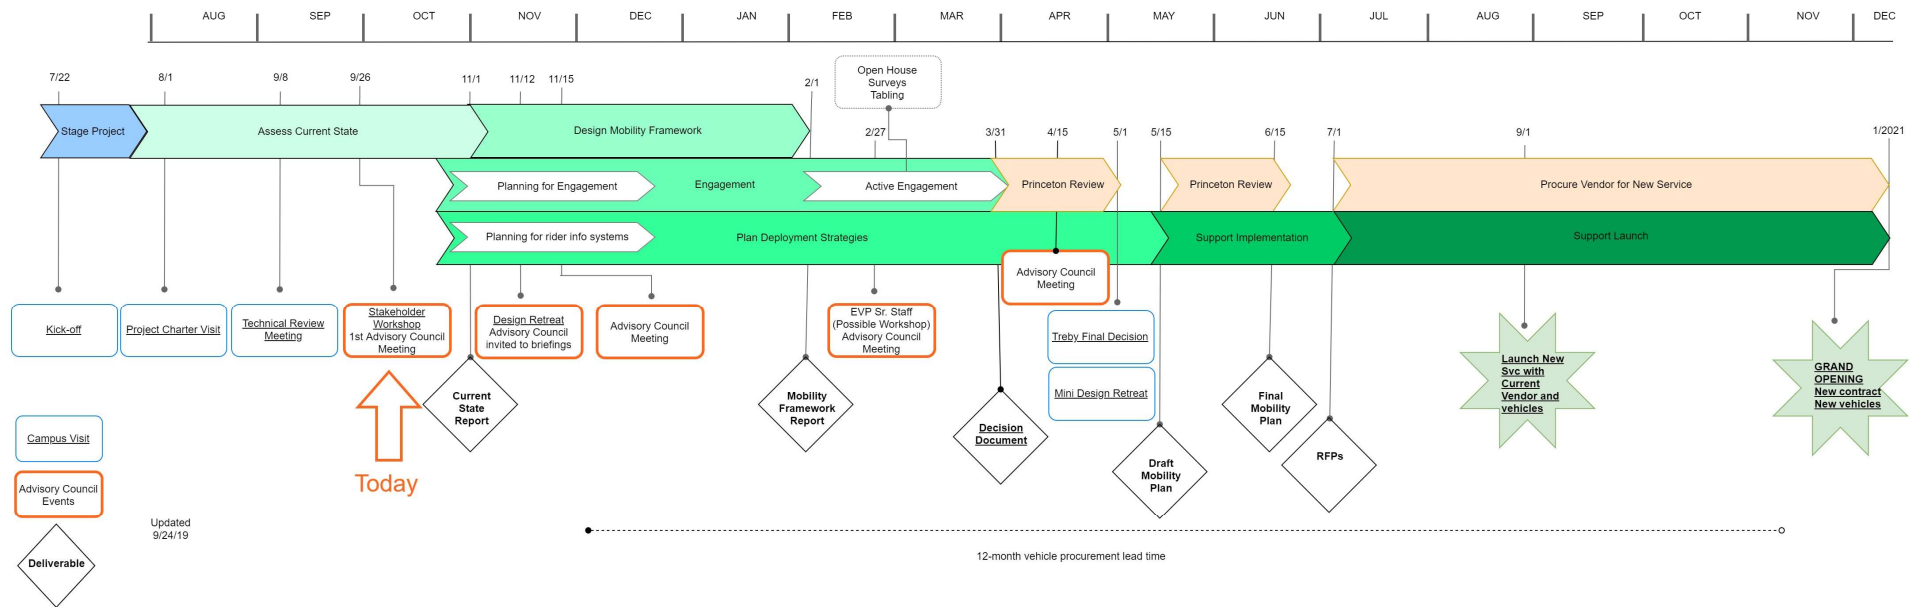 AUG SEP OCT NOV DEC JAN FEB MAR APR MAY JUN JUL AUG SEP OCT NOV DEC
7/22 8/1 9/8 9/26 11/1 11/12 11/15 2/1
Open House
Surveys
Tabling
2/27 3/31 4/15 5/1 5/15 6/15 7/1 9/1 1/2021
Stage Project Assess Current State Design Mobility Framework
Planning for Engagement Engagement Active Engagement Princeton Review Princeton Review Procure Vendor for New Service
Planning for rider info systems Plan Deployment Strategies Support Implementation Support Launch
Kick-off
Project Charter Visit
Technical Review
Meeting
Stakeholder
Workshop
1st Advisory Council
Meeting
Design Retreat
Advisory Council
invited to briefings
Advisory Council
Meeting
EVP Sr. Staff
(Possible Workshop)
Advisory Council
Meeting
Advisory Council
Meeting
Treby Final Decision
Mini Design Retreat
Current
State
Report
Mobility
Framework
Report
Decision
Document
Draft
Mobility
Plan
Final
Mobility
Plan
RFPs
Launch New
Svc with
Current
Vendor and
vehicles
GRAND
OPENING
New contract
New vehicles
Today
Campus Visit
Advisory Council
Events
Deliverable
Updated
9/24/19
12-month vehicle procurement lead time